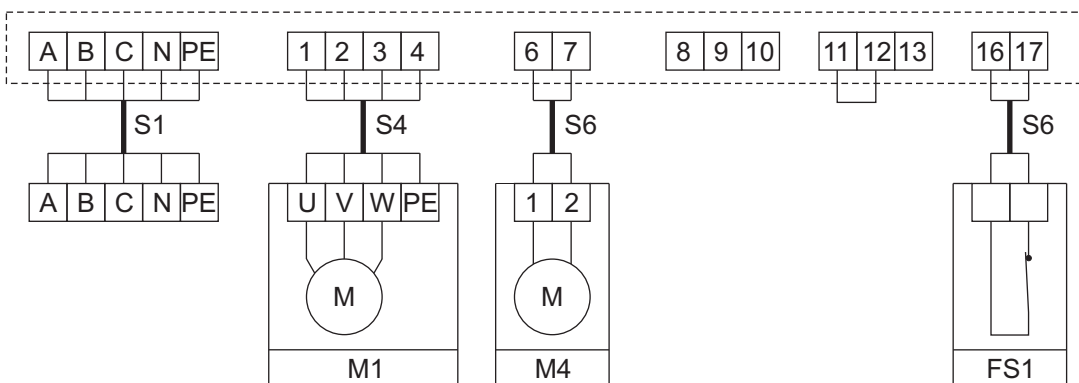 A B C N PE 1 2 3 4 6 7 8 9 10 11 12 13 16 17
S1 S4 S6 S6
A B C N PE U V W PE 1 2
M M
M1 M4 FS1